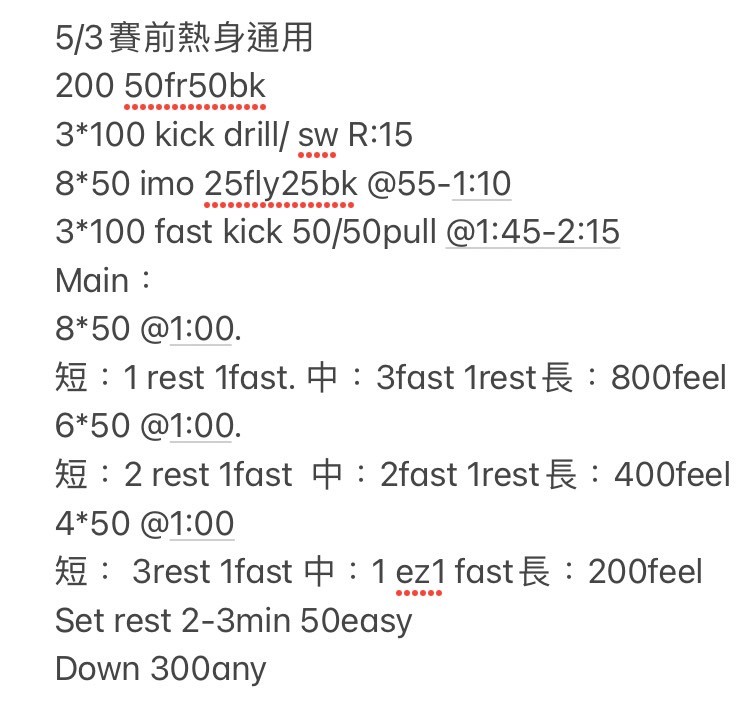 5/3賽前熱身通用
200 50fr50bk
3*100 kick drill/ sw R:15
8*50 imo 25fly25bk @55-1:10
3*100 fast kick 50/50pull @1:45-2:15
Main：
8*50 @1:00.
短：1 rest 1fast. 中：3fast 1rest長：800feel
6*50 @1:00.
短：2 rest 1fast  中：2fast 1rest長：400feel
4*50 @1:00
短： 3rest 1fast 中：1 ez1 fast長：200feel
Set rest 2-3min 50easy
Down 300any